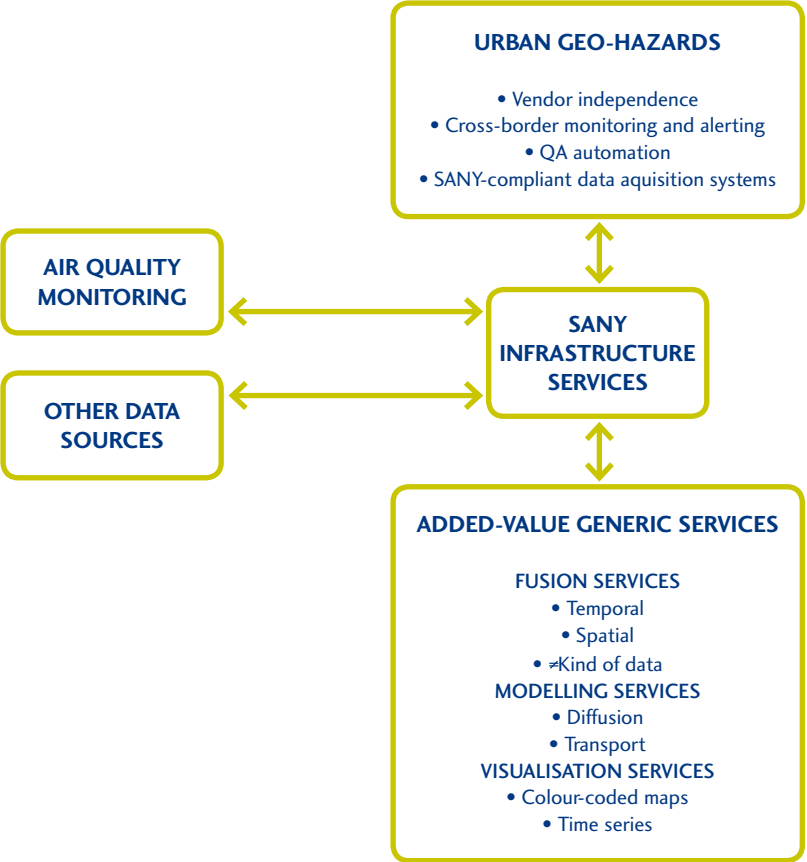 URBAN GEO-HAZARDS
• Vendor independence
• Cross-border monitoring and alerting
• QA automation
• SANY-compliant data aquisition systems
AIR QUALITY
MONITORING
SANY
INFRASTRUCTURE
SERVICES
OTHER DATA
SOURCES
ADDED-VALUE GENERIC SERVICES
FUSION SERVICES
• Temporal
• Spatial
• ≠Kind of data
MODELLING SERVICES
• Diffusion
• Transport
VISUALISATION SERVICES
• Colour-coded maps
• Time series